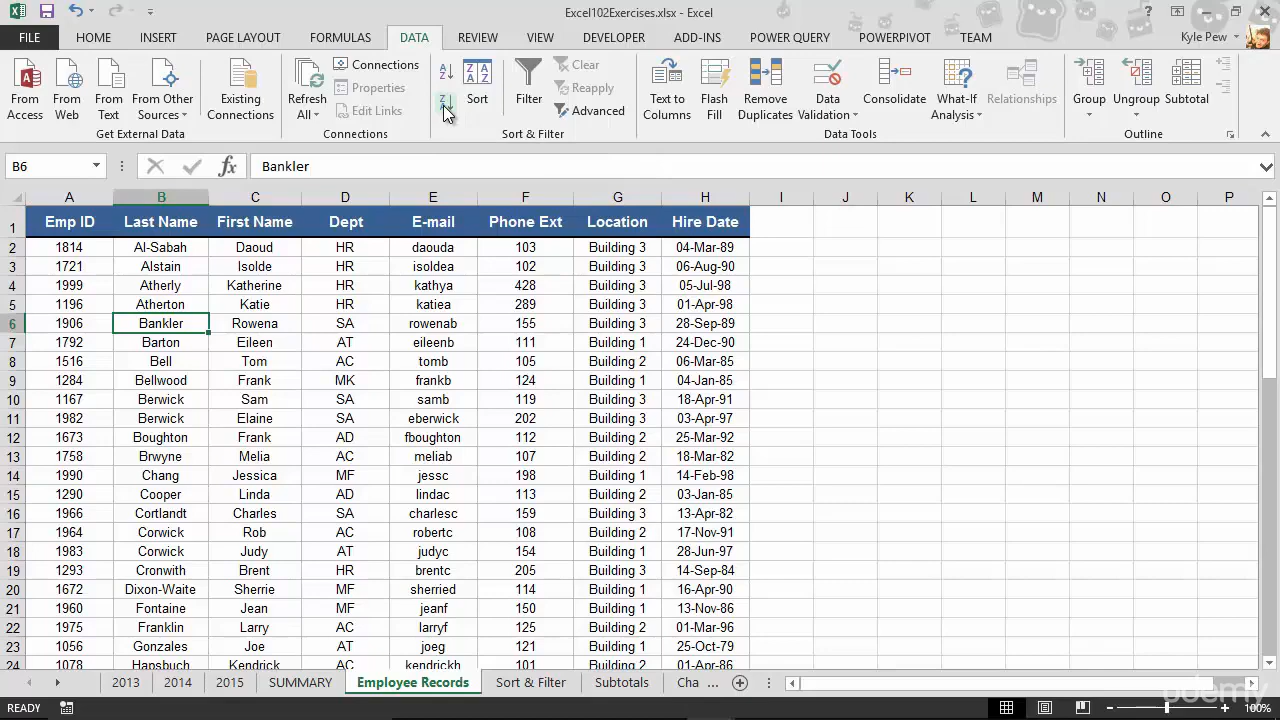 Excel102Exercises.xlsx - Excel
FILE HOME INSERT PAGE LAYOUT FORMULAS DATA REVIEW VIEW DEVELOPER ADD-INS POWER QUERY POWERPIVOT TEAM Kyle Pew
From Access
From Web
From Text
From Other Sources
Existing Connections
Get External Data
Refresh All
Connections
Properties
Edit Links
Connections
Sort
Filter
Clear
Reapply
Advanced
Sort & Filter
Text to Columns
Flash Fill
Remove Duplicates
Data Validation
Consolidate
What-If Analysis
Relationships
Data Tools
Group
Ungroup
Subtotal
Outline
B6 fx Bankler
A B C D E F G H I J K L M N O P
1 Emp ID Last Name First Name Dept E-mail Phone Ext Location Hire Date
2 1814 Al-Sabah Daoud HR daouda 103 Building 3 04-Mar-89
3 1721 Alstain Isolde HR isoldea 102 Building 3 06-Aug-90
4 1999 Atherly Katherine HR kathya 428 Building 3 05-Jul-98
5 1196 Atherton Katie HR katiea 289 Building 3 01-Apr-98
6 1906 Bankler Rowena SA rowenab 155 Building 3 28-Sep-89
7 1792 Barton Eileen AT eileenb 111 Building 1 24-Dec-90
8 1516 Bell Tom AC tomb 105 Building 2 06-Mar-85
9 1284 Bellwood Frank MK frankb 124 Building 1 04-Jan-85
10 1167 Berwick Sam SA samb 119 Building 3 18-Apr-91
11 1982 Berwick Elaine SA eberwick 202 Building 3 03-Apr-97
12 1673 Boughton Frank AD fboughton 112 Building 2 25-Mar-92
13 1758 Brwyne Melia AC meliab 107 Building 2 18-Mar-82
14 1990 Chang Jessica MF jessc 198 Building 1 14-Feb-98
15 1290 Cooper Linda AD lindac 113 Building 2 03-Jan-85
16 1966 Cortlandt Charles SA charlesc 159 Building 3 13-Apr-82
17 1964 Corwick Rob AC robertc 108 Building 2 17-Nov-91
18 1983 Corwick Judy AT judyc 154 Building 1 28-Jun-97
19 1293 Cronwith Brent HR brentc 205 Building 3 14-Sep-84
20 1672 Dixon-Waite Sherrie MF sherried 114 Building 1 16-Apr-90
21 1960 Fontaine Jean MF jeanf 150 Building 1 13-Nov-86
22 1975 Franklin Larry AC larryf 125 Building 2 01-Mar-96
23 1056 Gonzales Joe AT joeg 121 Building 1 25-Oct-79
24 1078 Hapsbuch Kendrick AC kendrickh 101 Building 2 01-Apr-86
2013 2014 2015 SUMMARY Employee Records Sort & Filter Subtotals Cha ...
udemy
READY 100%